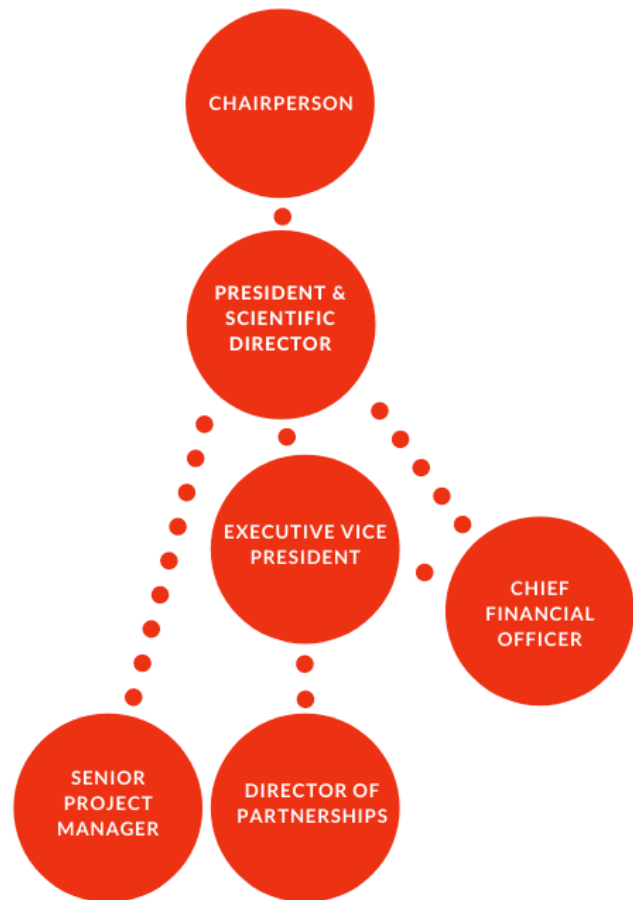 CHAIRPERSON
PRESIDENT &
SCIENTIFIC
DIRECTOR
EXECUTIVE VICE
PRESIDENT
CHIEF
FINANCIAL
OFFICER
SENIOR
PROJECT
MANAGER
DIRECTOR OF
PARTNERSHIPS